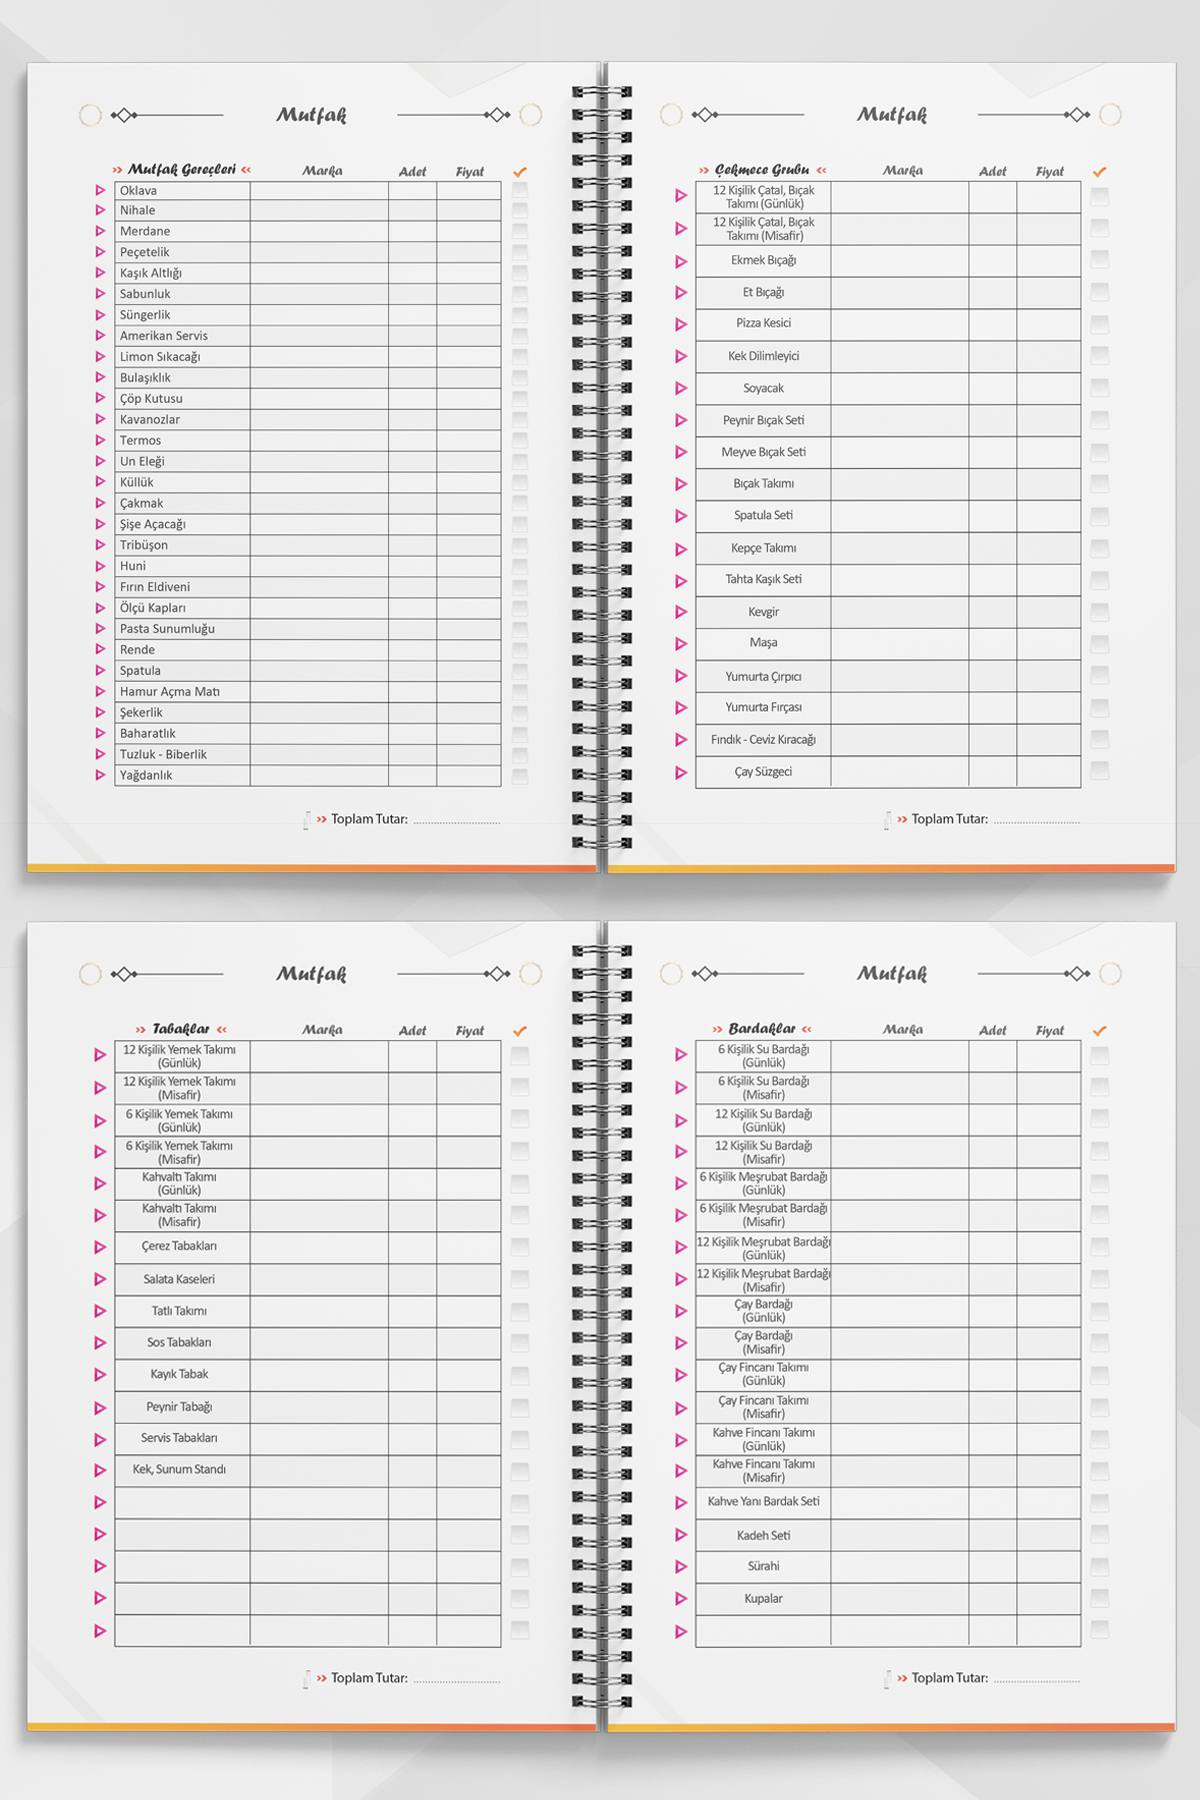 Mutfak
Mutfak Gereçleri Marka Adet Fiyat
Oklava
Nihale
Merdane
Peçetelik
Kaşık Altlığı
Sabunluk
Süngerlik
Amerikan Servis
Limon Sıkacağı
Bulaşıklık
Çöp Kutusu
Kavanozlar
Termos
Un Eleği
Küllük
Çakmak
Şişe Açacağı
Tribüşon
Huni
Fırın Eldiveni
Ölçü Kapları
Pasta Sunumluğu
Rende
Spatula
Hamur Açma Matı
Şekerlik
Baharatlık
Tuzluk - Biberlik
Yağdanlık
Toplam Tutar: ..........................
Mutfak
Çekmece Grubu Marka Adet Fiyat
12 Kişilik Çatal, Bıçak
Takımı (Günlük)
12 Kişilik Çatal, Bıçak
Takımı (Misafir)
Ekmek Bıçağı
Et Bıçağı
Pizza Kesici
Kek Dilimleyici
Soyacak
Peynir Bıçak Seti
Meyve Bıçak Seti
Bıçak Takımı
Spatula Seti
Kepçe Takımı
Tahta Kaşık Seti
Kevgir
Maşa
Yumurta Çırpıcı
Yumurta Fırçası
Fındık - Ceviz Kıracağı
Çay Süzgeci
Toplam Tutar: ..........................
Mutfak
Tabaklar Marka Adet Fiyat
12 Kişilik Yemek Takımı
(Günlük)
12 Kişilik Yemek Takımı
(Misafir)
6 Kişilik Yemek Takımı
(Günlük)
6 Kişilik Yemek Takımı
(Misafir)
Kahvaltı Takımı
(Günlük)
Kahvaltı Takımı
(Misafir)
Çerez Tabakları
Salata Kaseleri
Tatlı Takımı
Sos Tabakları
Kayık Tabak
Peynir Tabağı
Servis Tabakları
Kek, Sunum Standı
Toplam Tutar: ..........................
Mutfak
Bardaklar Marka Adet Fiyat
6 Kişilik Su Bardağı
(Günlük)
6 Kişilik Su Bardağı
(Misafir)
12 Kişilik Su Bardağı
(Günlük)
12 Kişilik Su Bardağı
(Misafir)
6 Kişilik Meşrubat Bardağı
(Günlük)
6 Kişilik Meşrubat Bardağı
(Misafir)
12 Kişilik Meşrubat Bardağı
(Günlük)
12 Kişilik Meşrubat Bardağı
(Misafir)
Çay Bardağı
(Günlük)
Çay Bardağı
(Misafir)
Çay Fincanı Takımı
(Günlük)
Çay Fincanı Takımı
(Misafir)
Kahve Fincanı Takımı
(Günlük)
Kahve Fincanı Takımı
(Misafir)
Kahve Yanı Bardak Seti
Kadeh Seti
Sürahi
Kupalar
Toplam Tutar: ..........................